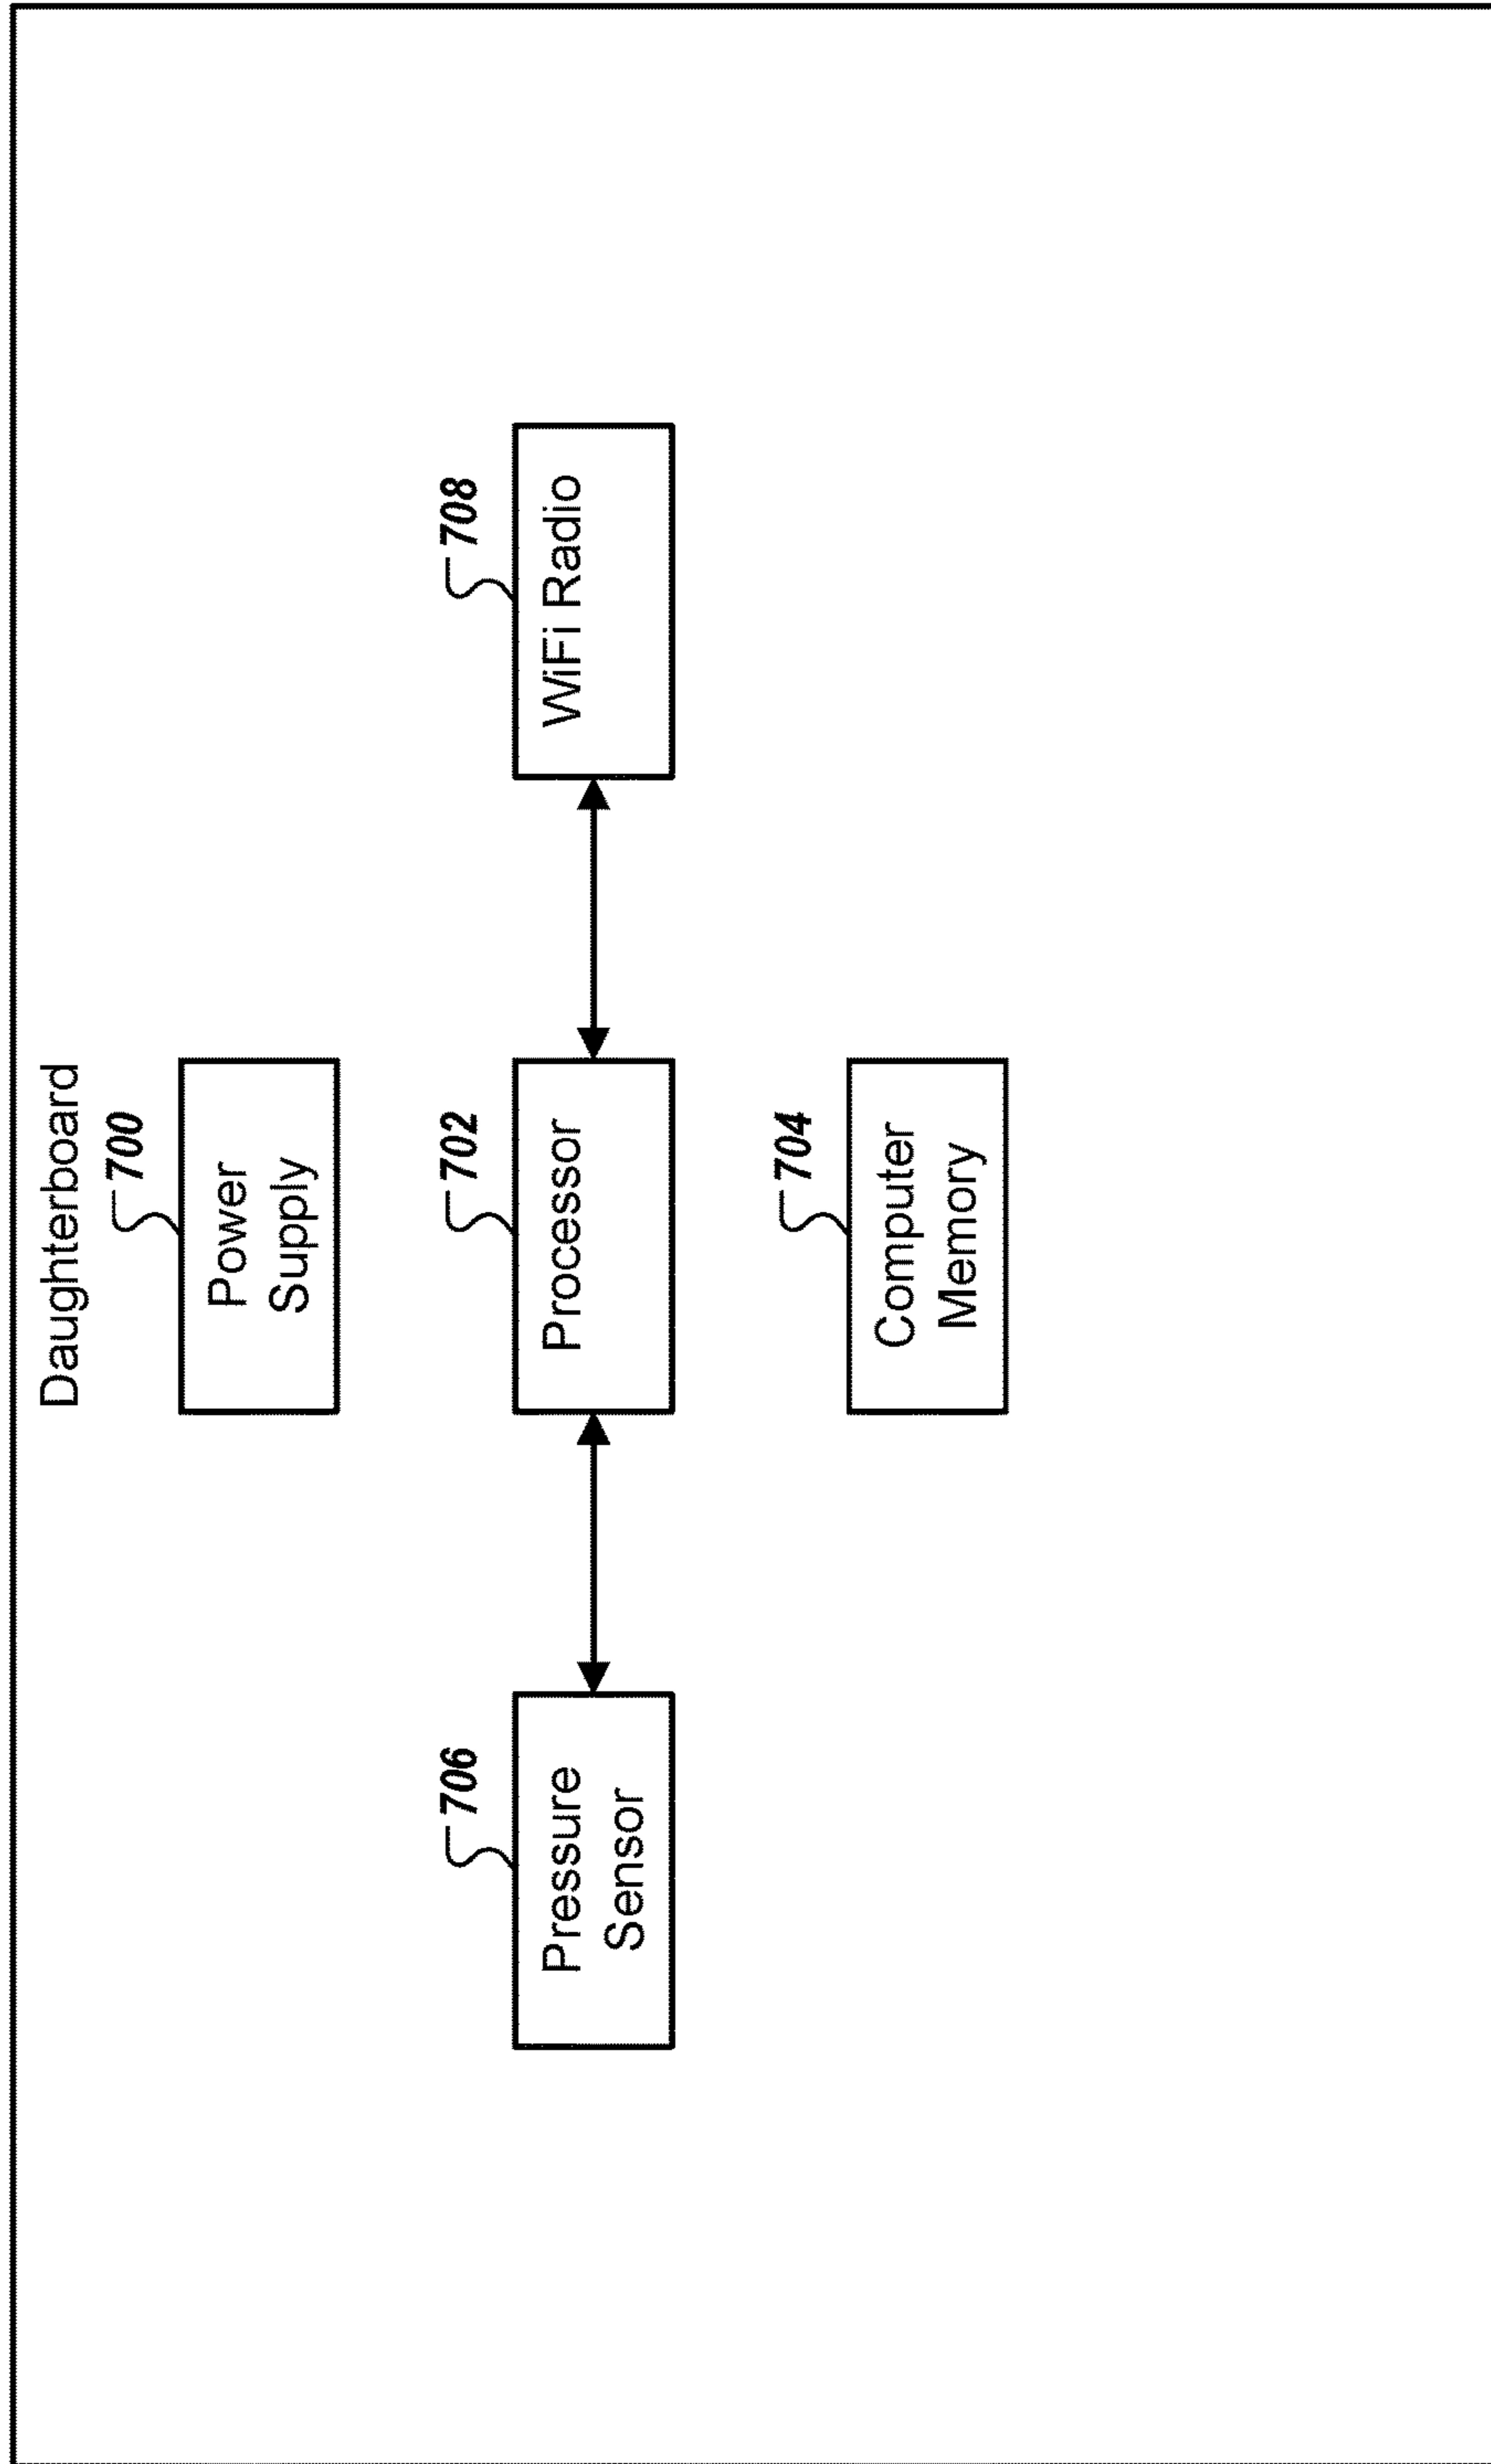 Daughterboard
700
Power
Supply
706
702
708
Pressure
Sensor
Processor
WiFi Radio
704
Computer
Memory